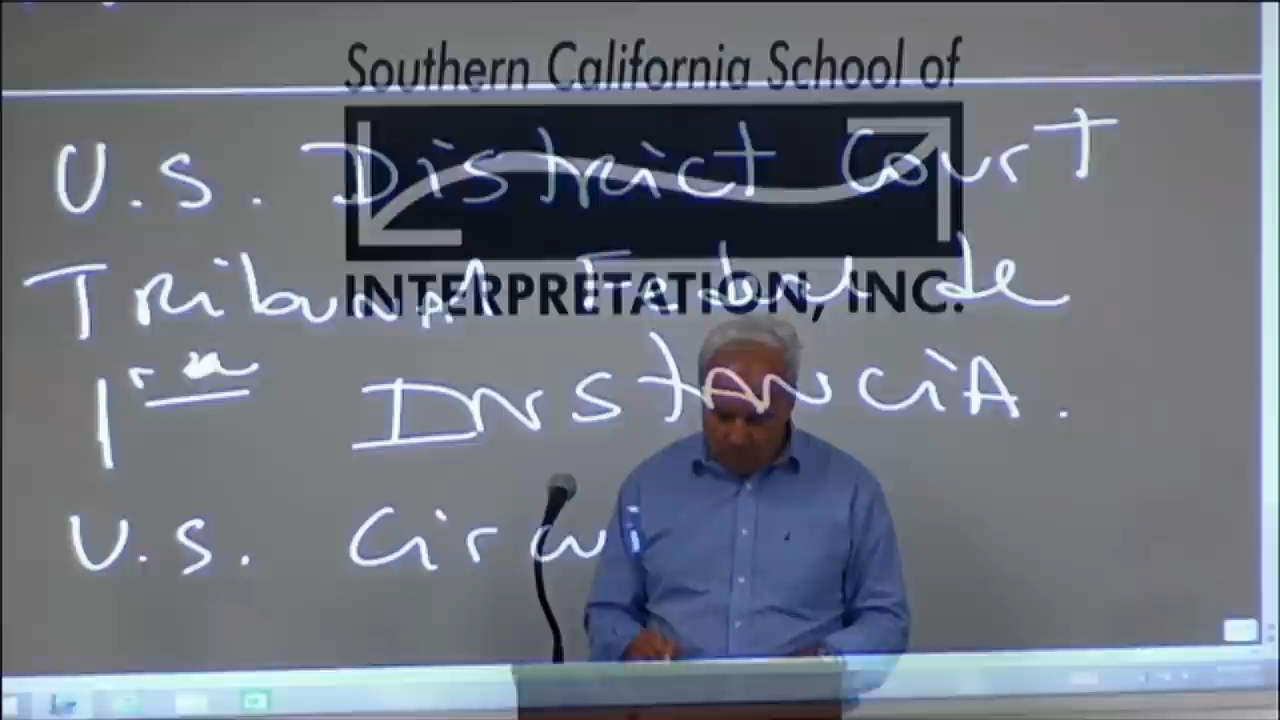 Southern California School of
U.S. District Court
INTERPRETATION, INC.
Tribunal Federal de
1ra INSTANCIA.
U.S. Circu